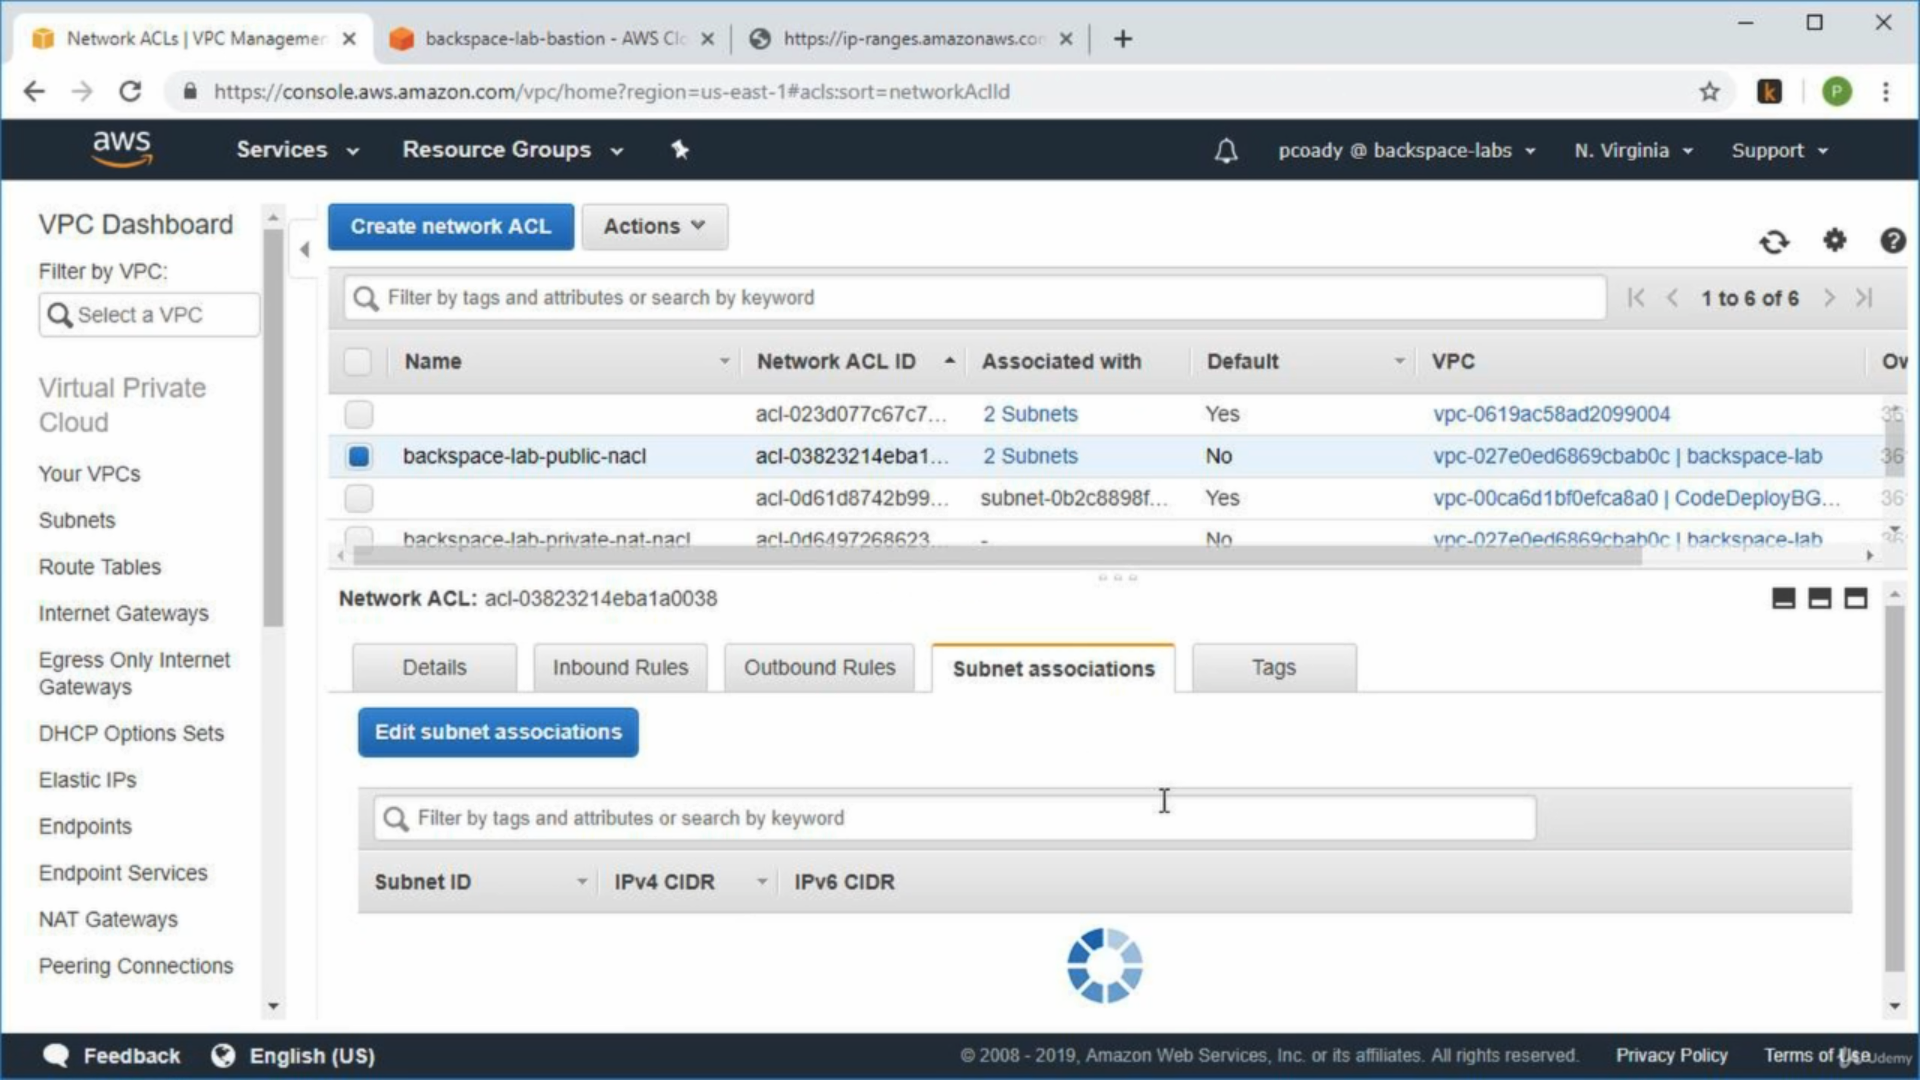 Network ACLs | VPC Managemen
backspace-lab-bastion - AWS Clo
https://ip-ranges.amazonaws.con
https://console.aws.amazon.com/vpc/home?region=us-east-1#acls:sort=networkAclId
k
P
aws
Services
Resource Groups
pcoady @ backspace-labs
N. Virginia
Support
VPC Dashboard
Filter by VPC:
Select a VPC
Virtual Private
Cloud
Your VPCs
Subnets
Route Tables
Internet Gateways
Egress Only Internet
Gateways
DHCP Options Sets
Elastic IPs
Endpoints
Endpoint Services
NAT Gateways
Peering Connections
Create network ACL
Actions
Filter by tags and attributes or search by keyword
1 to 6 of 6
Name Network ACL ID Associated with Default VPC Ow
acl-023d077c67c7... 2 Subnets Yes vpc-0619ac58ad2099004 36
backspace-lab-public-nacl acl-03823214eba1... 2 Subnets No vpc-027e0ed6869cbab0c | backspace-lab 36
acl-0d61d8742b99... subnet-0b2c8898f... Yes vpc-00ca6d1bf0efca8a0 | CodeDeployBG... 36
backspace-lab-private-nat-nacl acl-0d6497268623... - No vpc-027e0ed6869cbab0c | backspace-lab
Network ACL: acl-03823214eba1a0038
Details
Inbound Rules
Outbound Rules
Subnet associations
Tags
Edit subnet associations
Filter by tags and attributes or search by keyword
Subnet ID IPv4 CIDR IPv6 CIDR
Feedback
English (US)
© 2008 - 2019, Amazon Web Services, Inc. or its affiliates. All rights reserved.
Privacy Policy
Terms of Use
Udemy